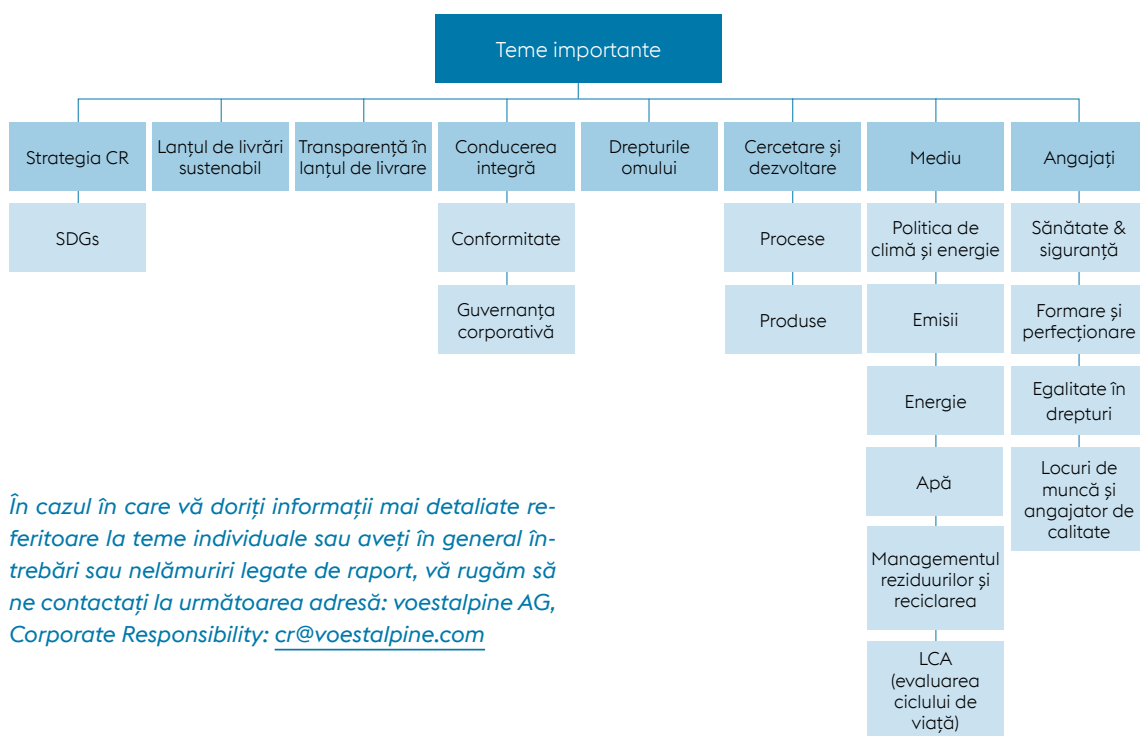 Teme importante
Strategia CR
Lanțul de livrări
sustenabil
Transparență în
lanțul de livrare
Conducerea
integră
Drepturile
omului
Cercetare și
dezvoltare
Mediu
Angajați
SDGs
Conformitate
Guvernanța
corporativă
Procese
Produse
Politica de
climă și energie
Emisii
Energie
Apă
Managementul
reziduurilor și
reciclarea
LCA
(evaluarea
ciclului de
viață)
Sănătate &
siguranță
Formare și
perfecționare
Egalitate în
drepturi
Locuri de
muncă și
angajator de
calitate
În cazul în care vă doriți informații mai detaliate re-
feritoare la teme individuale sau aveți în general în-
trebări sau nelămuriri legate de raport, vă rugăm să
ne contactați la următoarea adresă: voestalpine AG,
Corporate Responsibility: cr@voestalpine.com